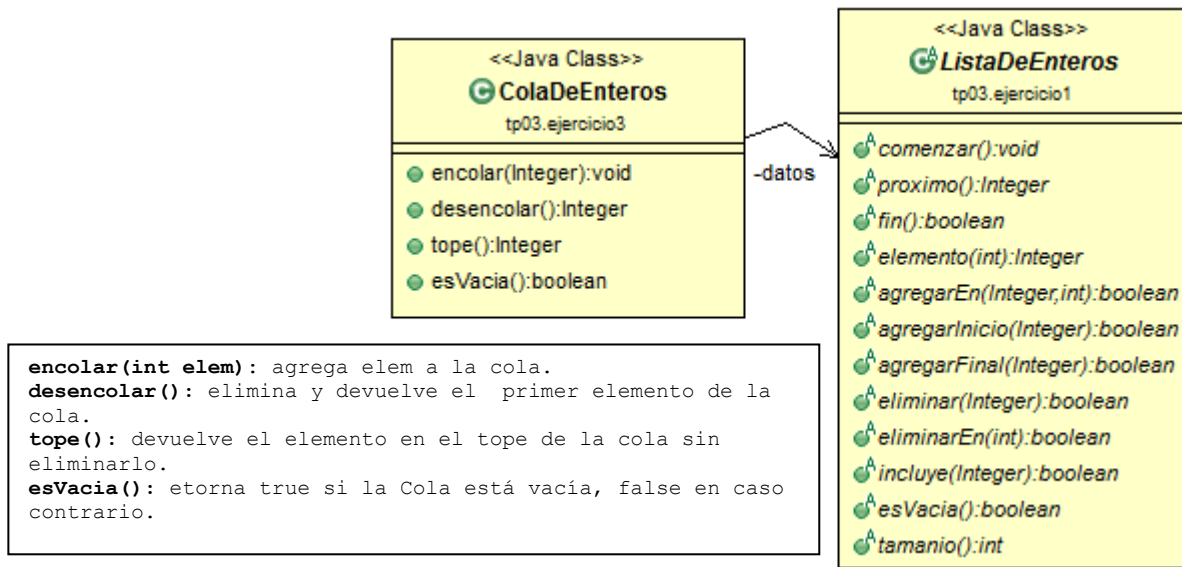 <<Java Class>>
ColaDeEnteros
tp03.ejercicio3
encolar(Integer):void
desencolar():Integer
tope():Integer
esVacia():boolean
-datos
<<Java Class>>
ListaDeEnteros
tp03.ejercicio1
comenzar():void
proximo():Integer
fin():boolean
elemento(int):Integer
agregarEn(Integer,int):boolean
agregarInicio(Integer):boolean
agregarFinal(Integer):boolean
eliminar(Integer):boolean
eliminarEn(int):boolean
incluye(Integer):boolean
esVacia():boolean
tamanio():int
encolar(int elem): agrega elem a la cola.
desencolar(): elimina y devuelve el  primer elemento de la
cola.
tope(): devuelve el elemento en el tope de la cola sin
eliminarlo.
esVacia(): etorna true si la Cola está vacía, false en caso
contrario.